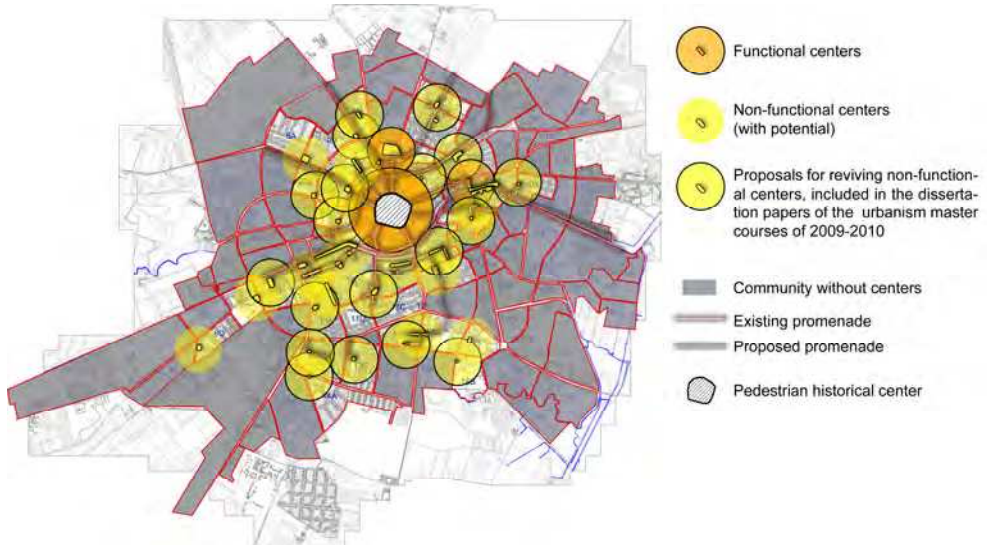 Functional centers
Non-functional centers
(with potential)
Proposals for reviving non-function-
al centers, included in the disserta-
tion papers of the urbanism master
courses of 2009-2010
Community without centers
Existing promenade
Proposed promenade
Pedestrian historical center